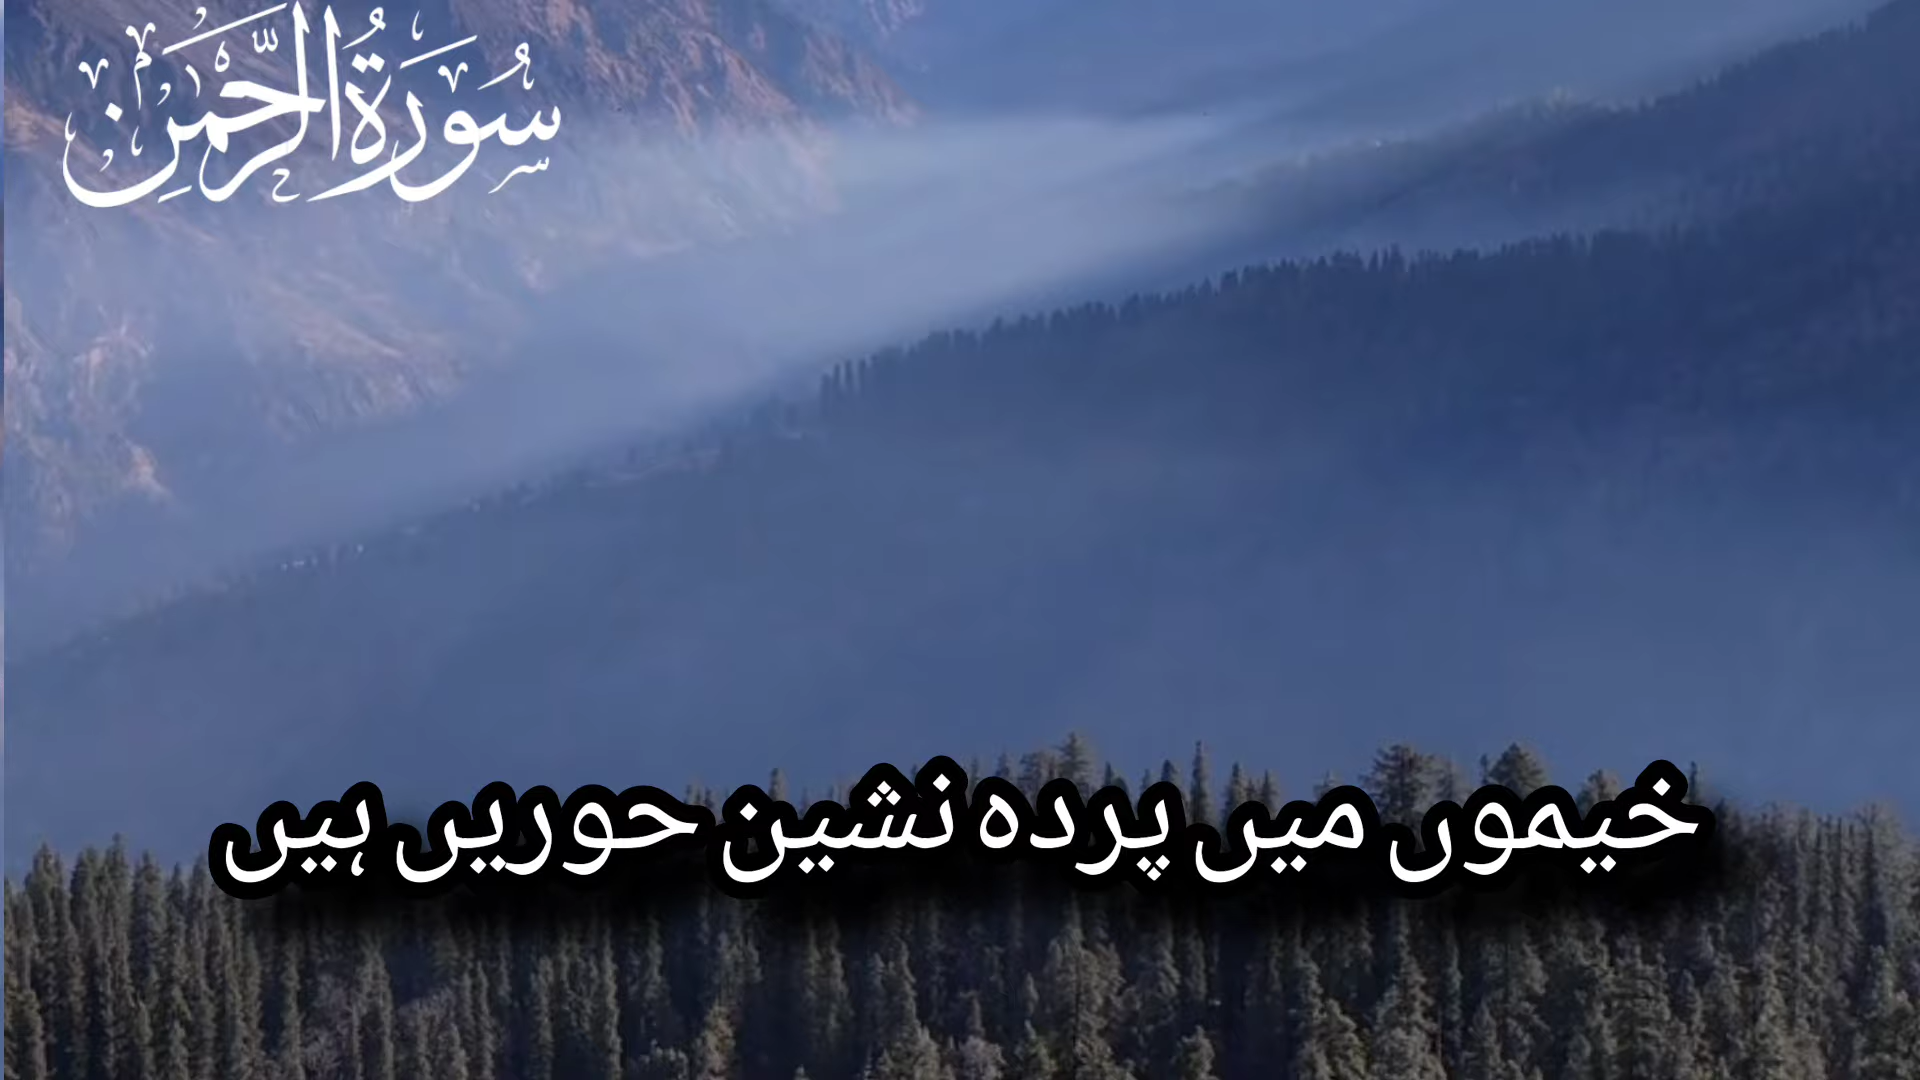 سُورَةُ الرَّحْمٰنِ
خیموں میں پردہ نشین حوریں ہیں